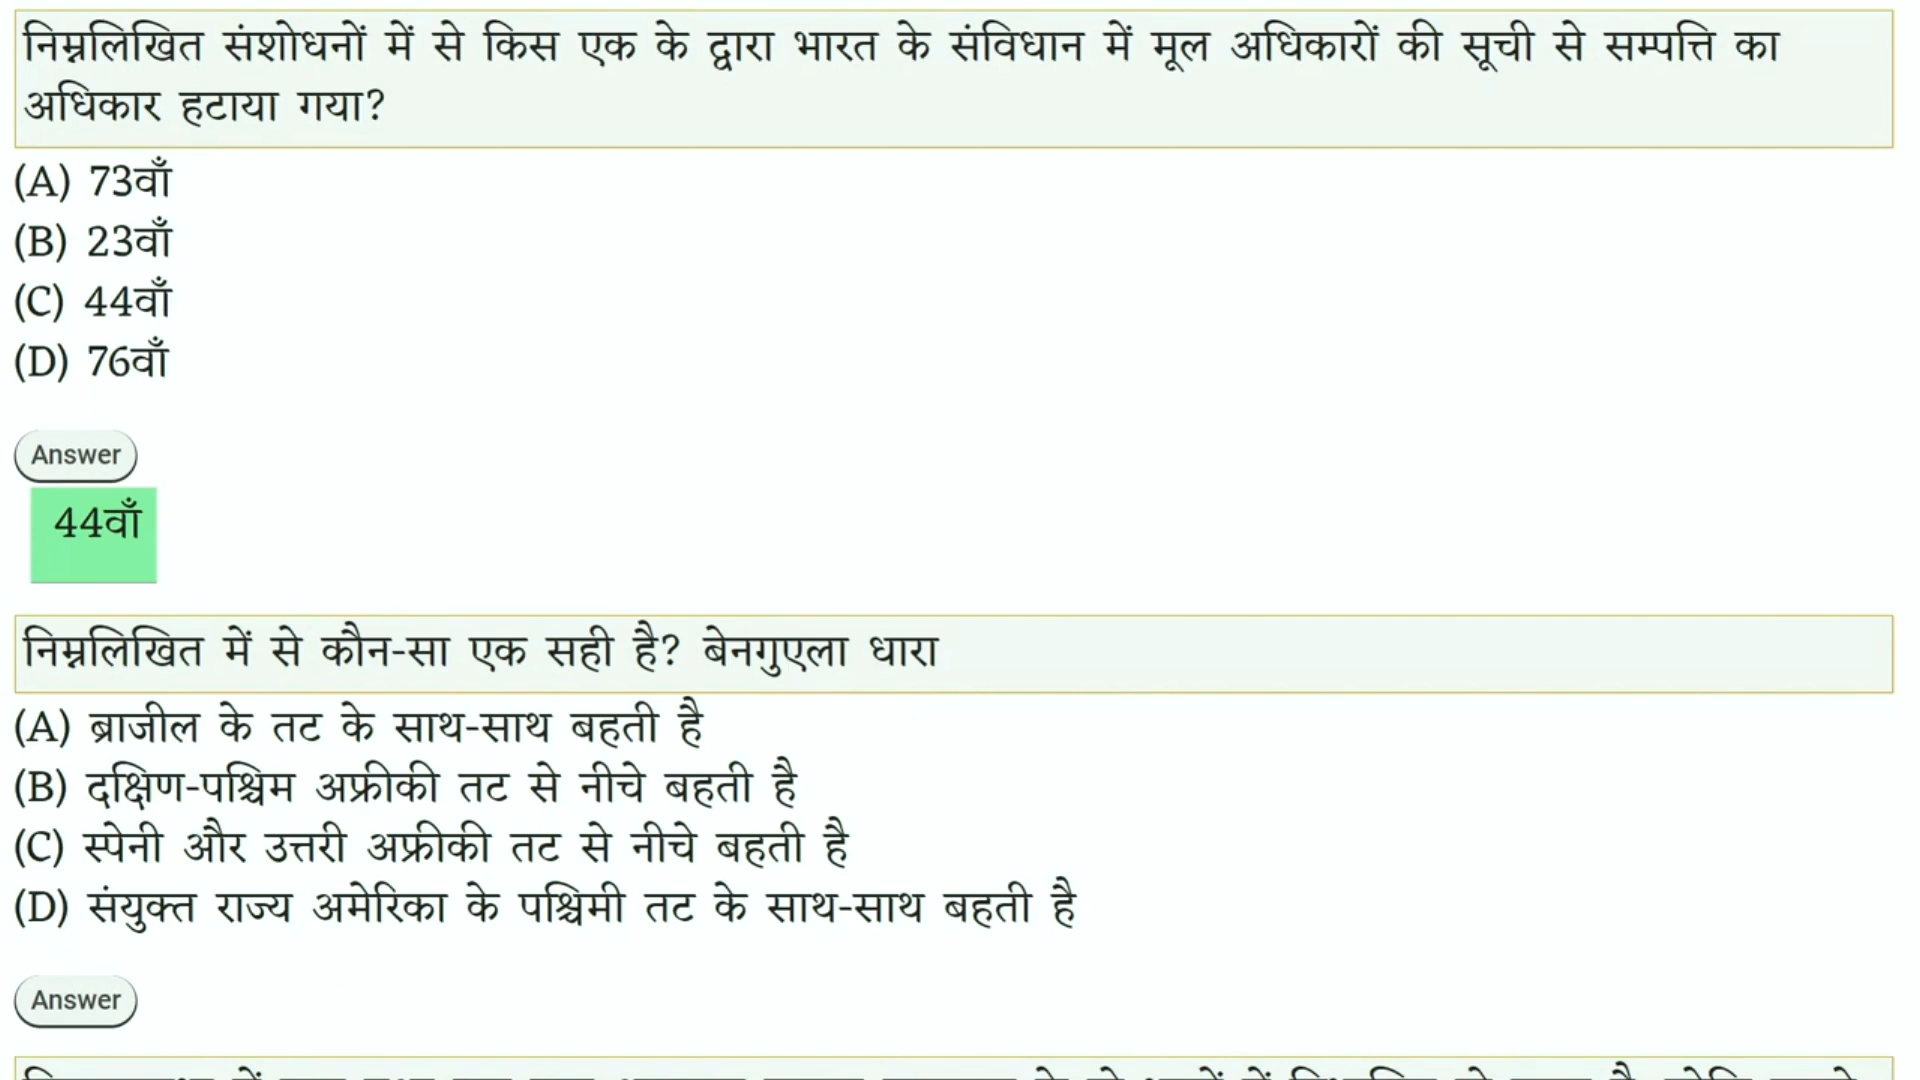 निम्नलिखित संशोधनों में से किस एक के द्वारा भारत के संविधान में मूल अधिकारों की सूची से सम्पत्ति का
अधिकार हटाया गया?
(A) 73वाँ
(B) 23वाँ
(C) 44वाँ
(D) 76वाँ
Answer
44वाँ
निम्नलिखित में से कौन-सा एक सही है? बेनगुएला धारा
(A) ब्राजील के तट के साथ-साथ बहती है
(B) दक्षिण-पश्चिम अफ्रीकी तट से नीचे बहती है
(C) स्पेनी और उत्तरी अफ्रीकी तट से नीचे बहती है
(D) संयुक्त राज्य अमेरिका के पश्चिमी तट के साथ-साथ बहती है
Answer